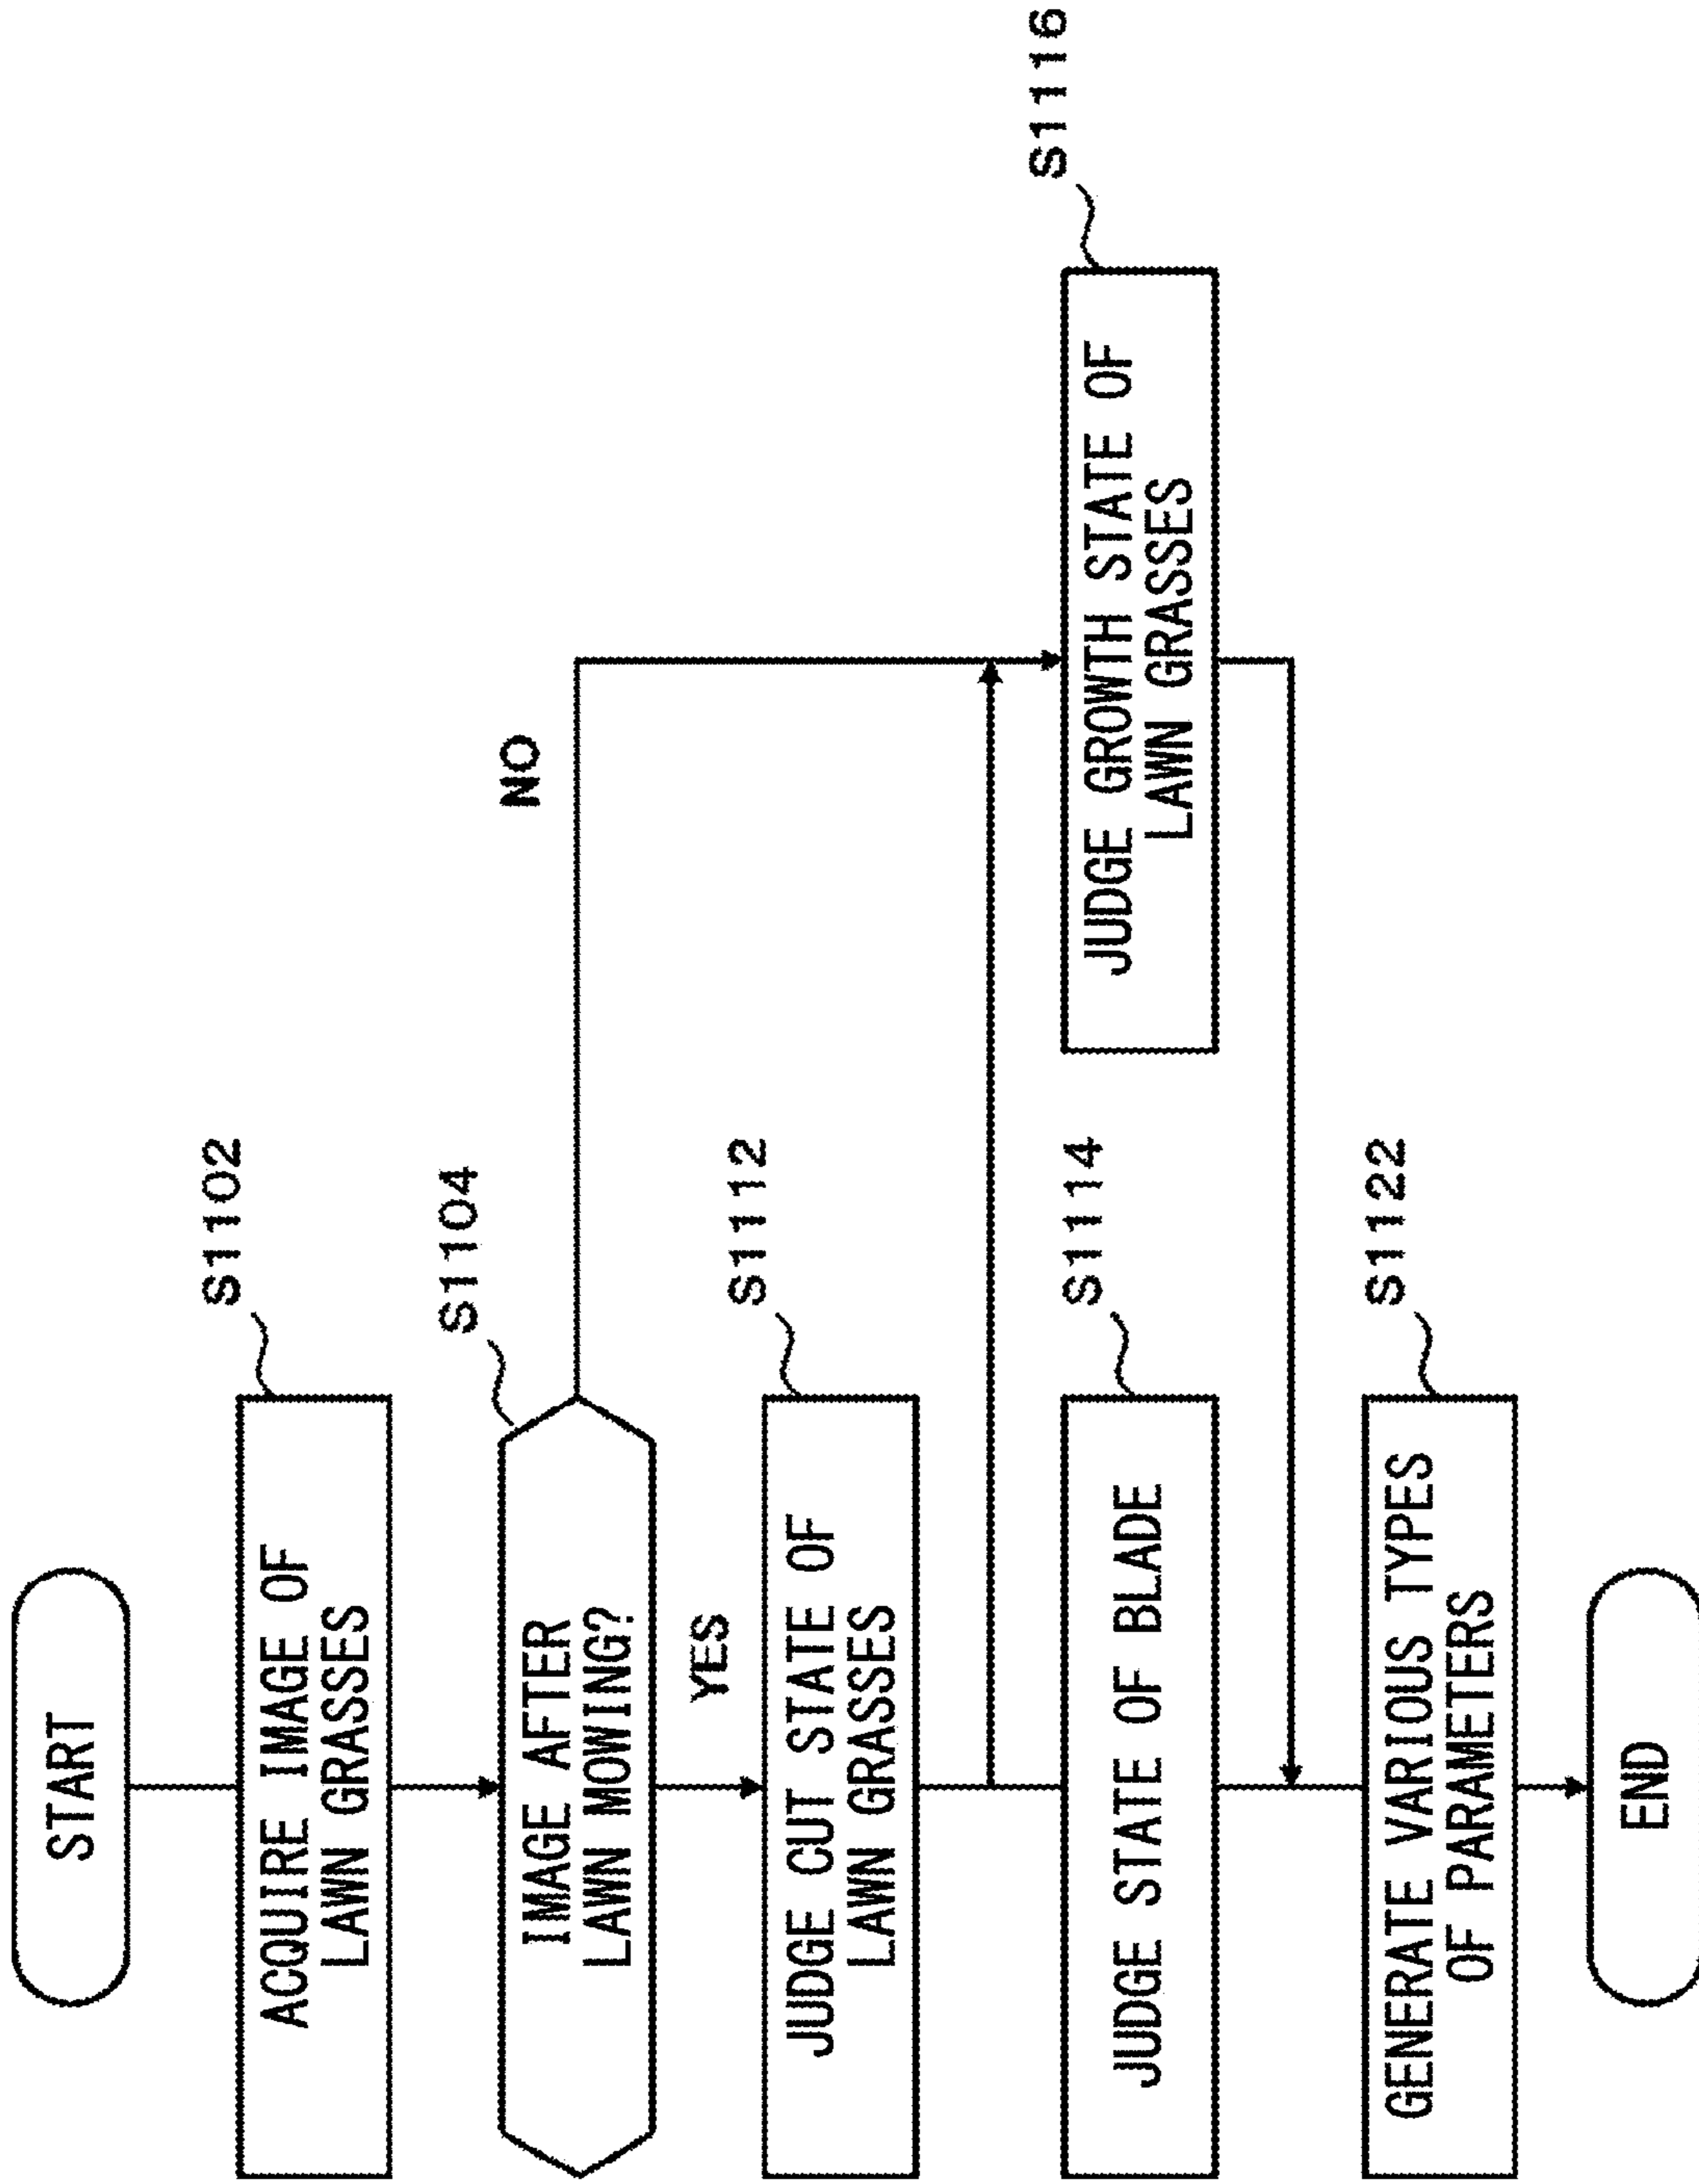 START
S1102
ACQUIRE IMAGE OF
LAWN GRASSES
S1104
IMAGE AFTER
LAWN MOWING?
NO
YES
S1112
JUDGE CUT STATE OF
LAWN GRASSES
S1114
JUDGE STATE OF BLADE
S1116
JUDGE GROWTH STATE OF
LAWN GRASSES
S1122
GENERATE VARIOUS TYPES
OF PARAMETERS
END